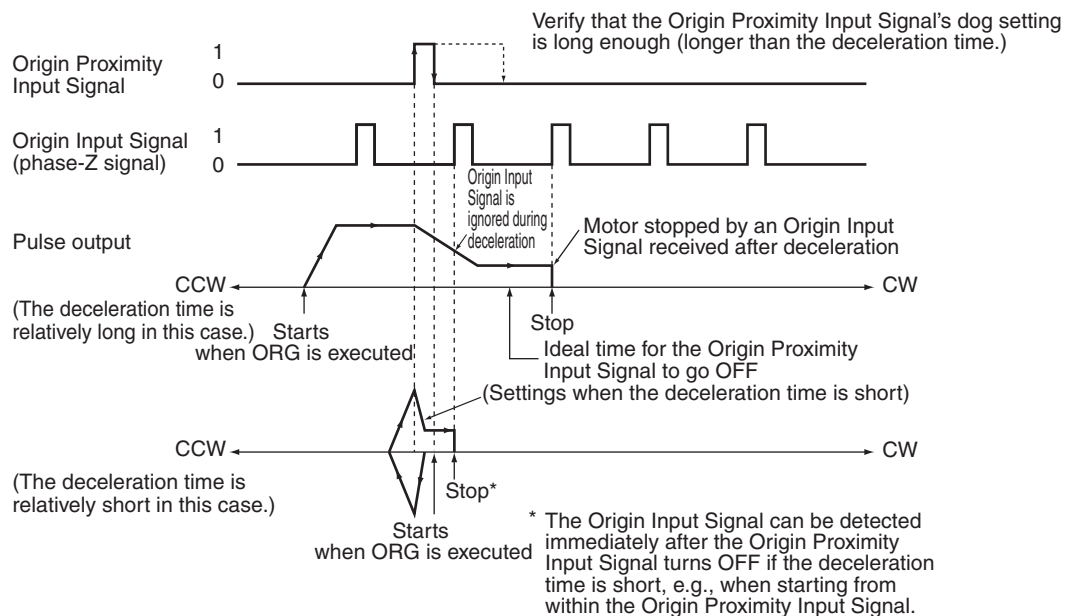 Verify that the Origin Proximity Input Signal's dog setting
is long enough (longer than the deceleration time.)
Origin Proximity
Input Signal
1
0
Origin Input Signal
(phase-Z signal)
1
0
Origin Input
Signal is
ignored during
deceleration
Pulse output
Motor stopped by an Origin Input
Signal received after deceleration
CCW
CW
(The deceleration time is
relatively long in this case.)
Starts
when ORG is executed
Stop
Ideal time for the Origin Proximity
Input Signal to go OFF
(Settings when the deceleration time is short)
CCW
CW
(The deceleration time is
relatively short in this case.)
Stop*
Starts
when ORG is executed
* The Origin Input Signal can be detected
immediately after the Origin Proximity
Input Signal turns OFF if the deceleration
time is short, e.g., when starting from
within the Origin Proximity Input Signal.